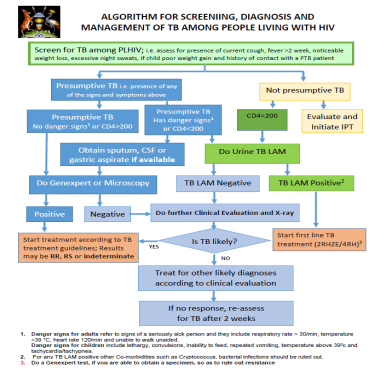 ALGORITHM FOR SCREENIING, DIAGNOSIS AND
MANAGEMENT OF TB AMONG PEOPLE LIVING WITH HIV
Screen for TB among PLHIV; i.e. assess for presence of current cough, fever >2 week, noticeable
weight loss, excessive night sweats, if child poor weight gain and history of contact with a PTB patient
Presumptive TB i.e. presence of any
of the signs and symptoms above
Not presumptive TB
Presumptive TB
No danger signs¹ or CD4>200
Presumptive TB
Has danger signs¹
or CD4<200
CD4<200
Evaluate and
Initiate IPT
Obtain sputum, CSF or
gastric aspirate if available
Do Urine TB LAM
Do Genexpert or Microscopy
TB LAM Negative
TB LAM Positive²
Positive
Negative
Do further Clinical Evaluation and X-ray
Start treatment according to TB
treatment guidelines; Results
may be RR, RS or indeterminate
YES
Is TB likely?
Start first line TB
treatment (2RHZE/4RH)³
NO
Treat for other likely diagnoses
according to clinical evaluation
If no response, re-assess
for TB after 2 weeks
1. Danger signs for adults refer to signs of a seriously sick person and they include respiratory rate > 30/min, temperature
>39 °C, heart rate 120/min and unable to walk unaided.
Danger signs for children include lethargy, convulsions, inability to feed, repeated vomiting, temperature above 39⁰c and
tachycardia/tachypnea.
2. For any TB LAM positive other Co-morbidities such as Cryptococcus, bacterial infections should be ruled out.
3. Do a Genexpert test, if you are able to obtain a specimen, so as to rule out resistance